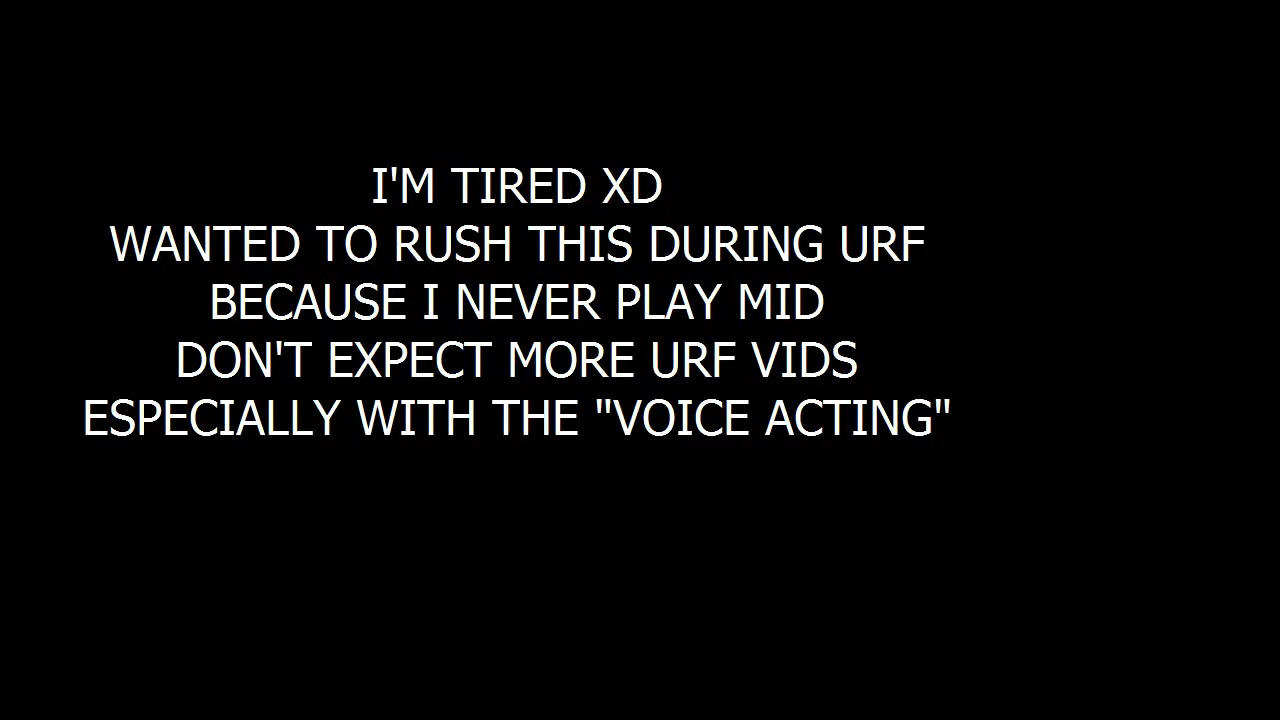 I'M TIRED XD
WANTED TO RUSH THIS DURING URF
BECAUSE I NEVER PLAY MID
DON'T EXPECT MORE URF VIDS
ESPECIALLY WITH THE "VOICE ACTING"